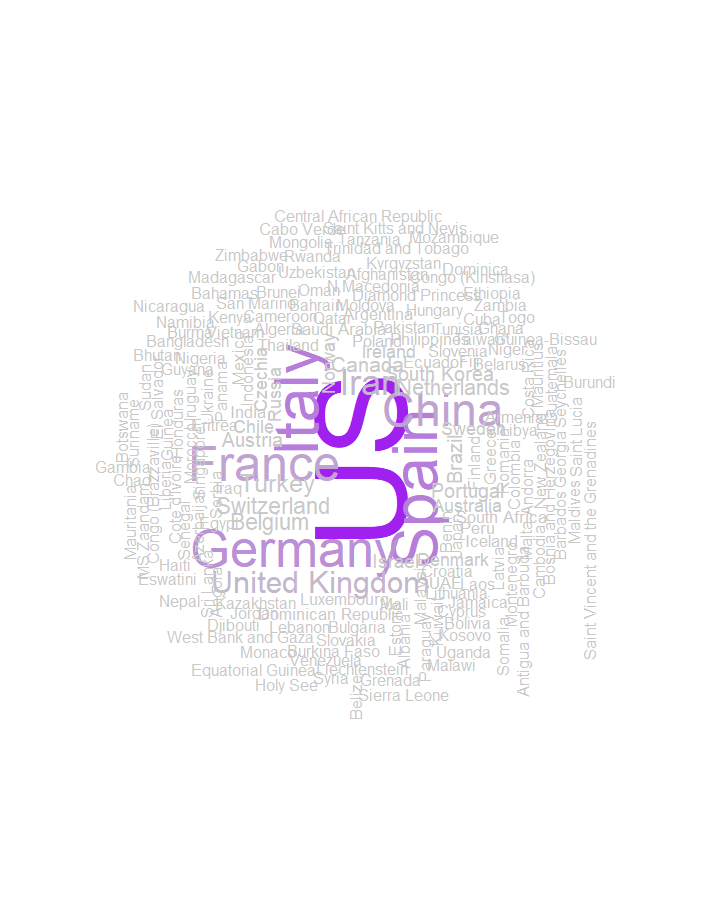 Central African Republic
Cabo Verde
Saint Kitts and Nevis
Mongolia
Tanzania
Mozambique
Trinidad and Tobago
Zimbabwe
Rwanda
Gabon
Uzbekistan
Afghanistan
Kyrgyzstan
Dominica
Madagascar
Congo (Kinshasa)
Bahamas
Brunei
Oman
N.Macedonia
Diamond Princess
Ethiopia
Nicaragua
San Marino
Bahrain
Moldova
Hungary
Zambia
Namibia
Kenya
Cameroon
Qatar
Argentina
Cuba
Togo
Burma
Vietnam
Algeria
Saudi Arabia
Pakistan
Tunisia
Ghana
Bangladesh
Thailand
Norway
Poland
Philippines
Taiwan
Guinea-Bissau
Bhutan
Nigeria
Mexico
Indonesia
Ireland
Slovenia
Niger
Guyana
Canada
Ecuador
Fiji
Belarus
Sudan
El Salvador
Ukraine
Panama
Czechia
Russia
Italy
Iran
US
South Korea
Netherlands
Costa Rica
Mauritius
Guatemala
Seychelles
Burundi
Botswana
Suriname
Honduras
Uruguay
India
China
Armenia
Eritrea
Chile
Sweden
Libya
Austria
Brazil
Finland
Greece
Romania
Colombia
New Zealand
Saint Lucia
Gambia
Chad
Guinea
Morocco
Singapore
France
Spain
Iraq
Turkey
Portugal
Andorra
Bosnia and Herzegovina
Georgia
Barbados
Maldives
Saint Vincent and the Grenadines
Mauritania
MS Zaandam
Congo (Brazzaville)
Liberia
Cote d'Ivoire
Senegal
Azerbaijan
Serbia
Switzerland
Australia
Egypt
Belgium
South Africa
Japan
Benin
Peru
Iceland
Malta
Cambodia
Germany
Israel
Denmark
Haiti
Croatia
Latvia
Montenegro
Eswatini
United Kingdom
UAE
Laos
Nepal
Sri Lanka
Angola
Kazakhstan
Luxembourg
Mali
Malaysia
Lithuania
Jamaica
Jordan
Dominican Republic
Kuwait
Cyprus
Djibouti
Lebanon
Bulgaria
Estonia
Albania
Bolivia
West Bank and Gaza
Slovakia
Paraguay
Kosovo
Somalia
Antigua and Barbuda
Monaco
Burkina Faso
Uganda
Venezuela
Malawi
Equatorial Guinea
Liechtenstein
Holy See
Syria
Grenada
Belize
Sierra Leone